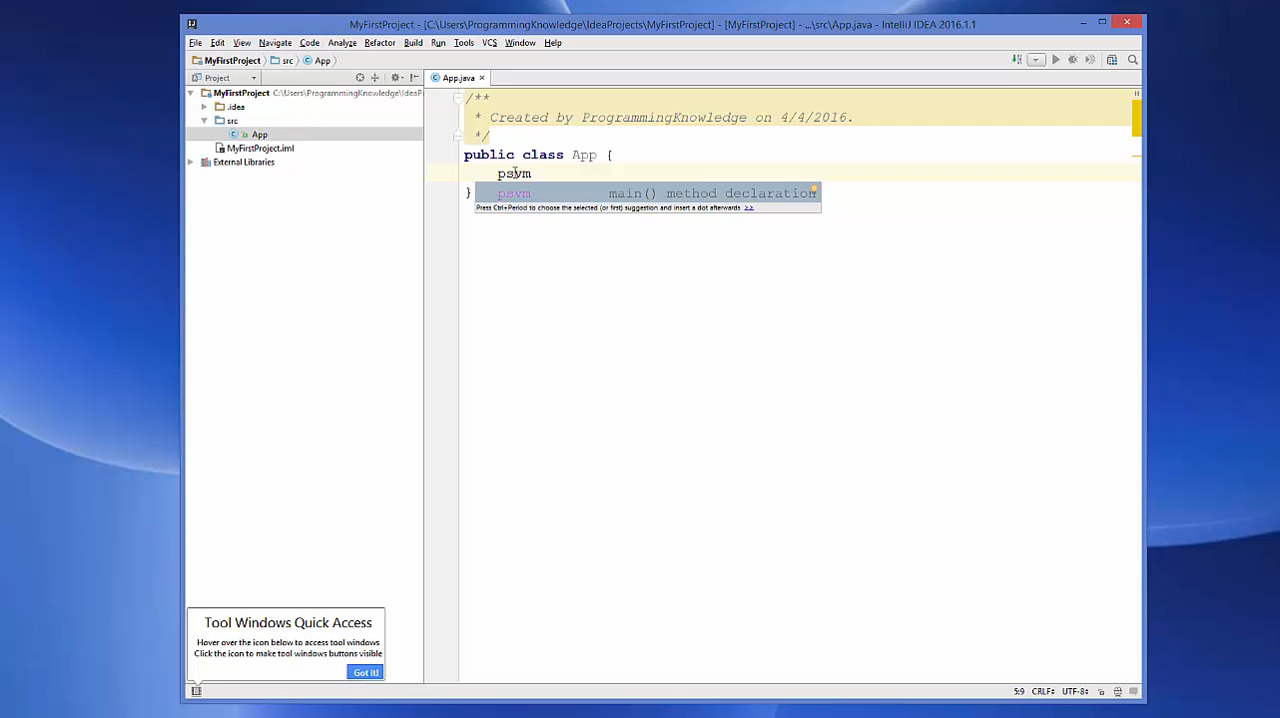 MyFirstProject - [C:\Users\ProgrammingKnowledge\IdeaProjects\MyFirstProject] - [MyFirstProject] - ...\src\App.java - IntelliJ IDEA 2016.1.1
File Edit View Navigate Code Analyze Refactor Build Run Tools VCS Window Help
MyFirstProject src App
Project
App.java
MyFirstProject C:\Users\ProgrammingKnowledge\IdeaP
.idea
src
App
MyFirstProject.iml
External Libraries
/**
* Created by ProgrammingKnowledge on 4/4/2016.
*/
public class App {
psvm
}
psvm main() method declaration
Press Ctrl+Period to choose the selected (or first) suggestion and insert a dot afterwards >>
Tool Windows Quick Access
Hover over the icon below to access tool windows
Click the icon to make tool windows buttons visible
Got it!
5:9 CRLF UTF-8